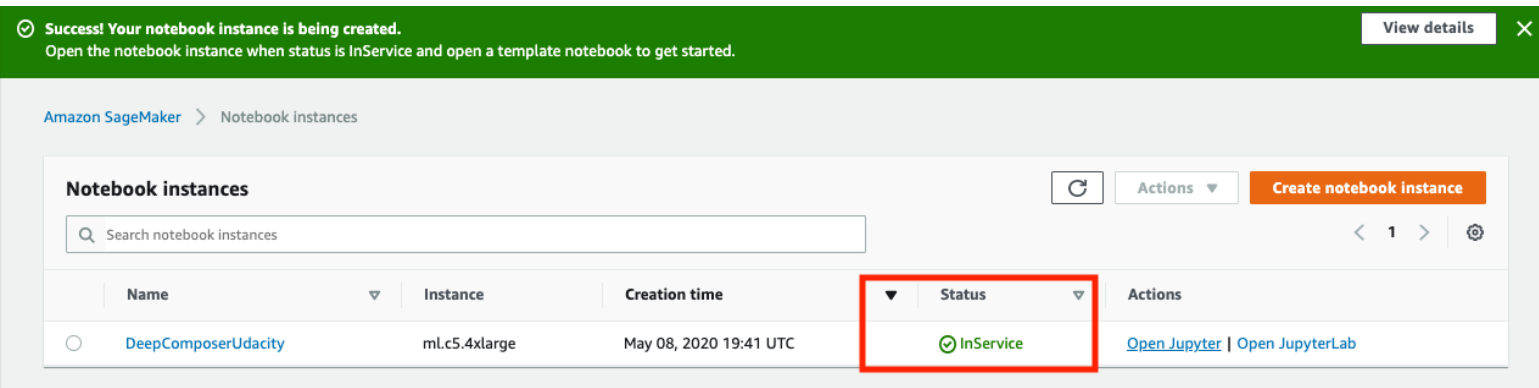 Success! Your notebook instance is being created.
View details
Open the notebook instance when status is InService and open a template notebook to get started.
Amazon SageMaker > Notebook instances
Notebook instances
Actions
Create notebook instance
Search notebook instances
1
Name Instance Creation time Status Actions
DeepComposerUdacity ml.c5.4xlarge May 08, 2020 19:41 UTC InService Open Jupyter | Open JupyterLab